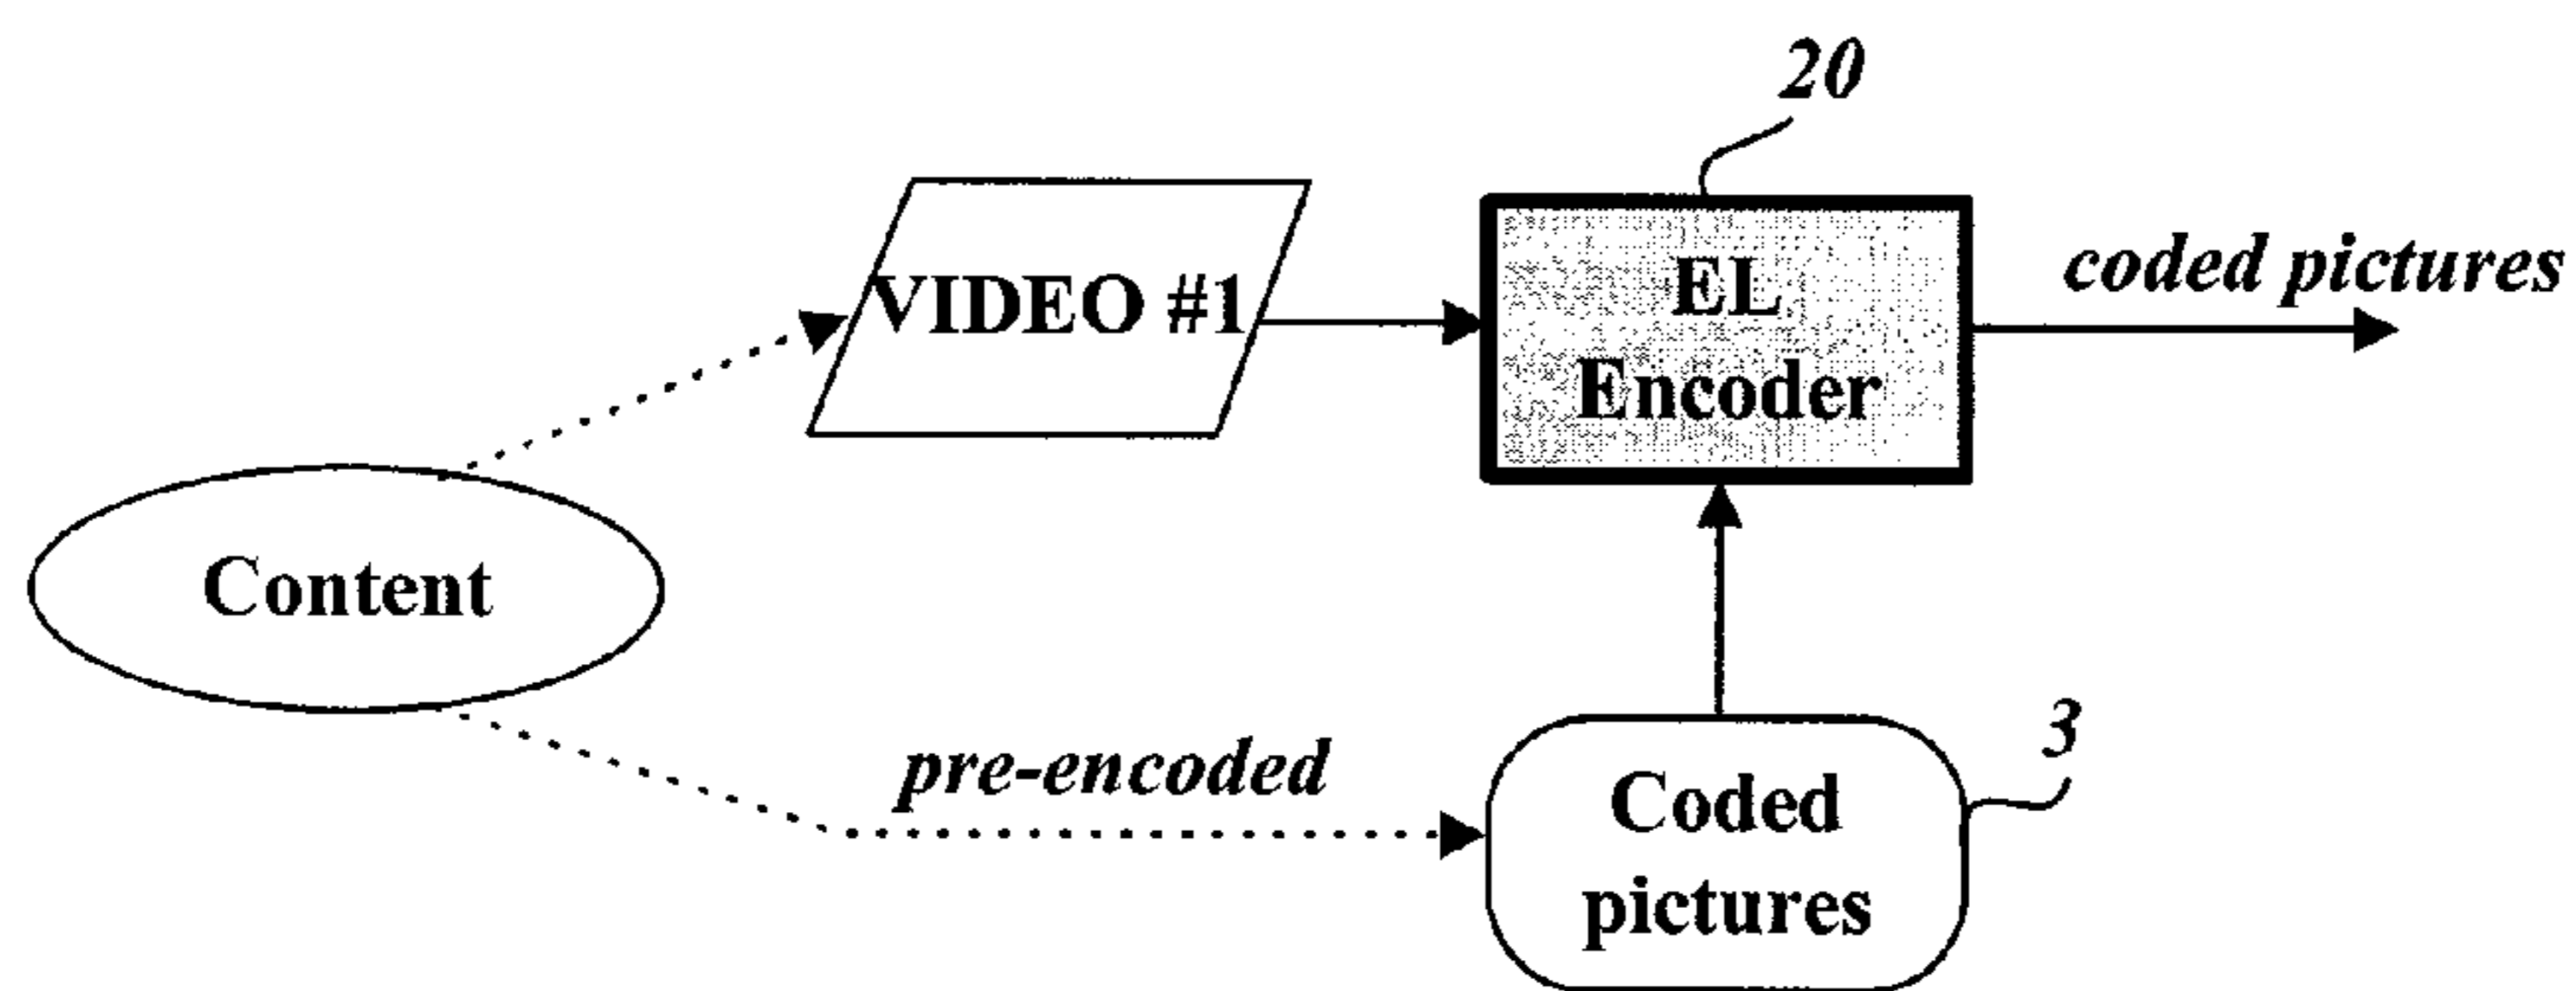 20
VIDEO #1
EL
Encoder
coded pictures
Content
pre-encoded
3
Coded
pictures